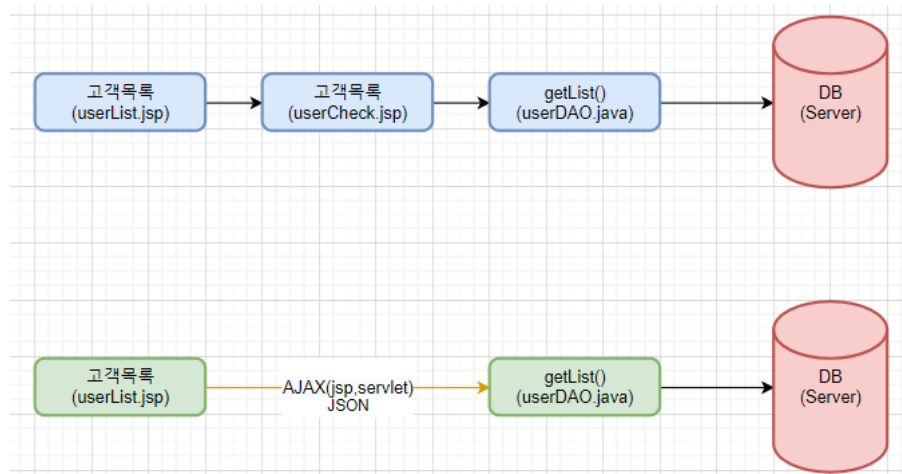 고객목록
(userList.jsp)
고객목록
(userCheck.jsp)
getList()
(userDAO.java)
DB
(Server)
고객목록
(userList.jsp)
AJAX(jsp,servlet)
JSON
getList()
(userDAO.java)
DB
(Server)